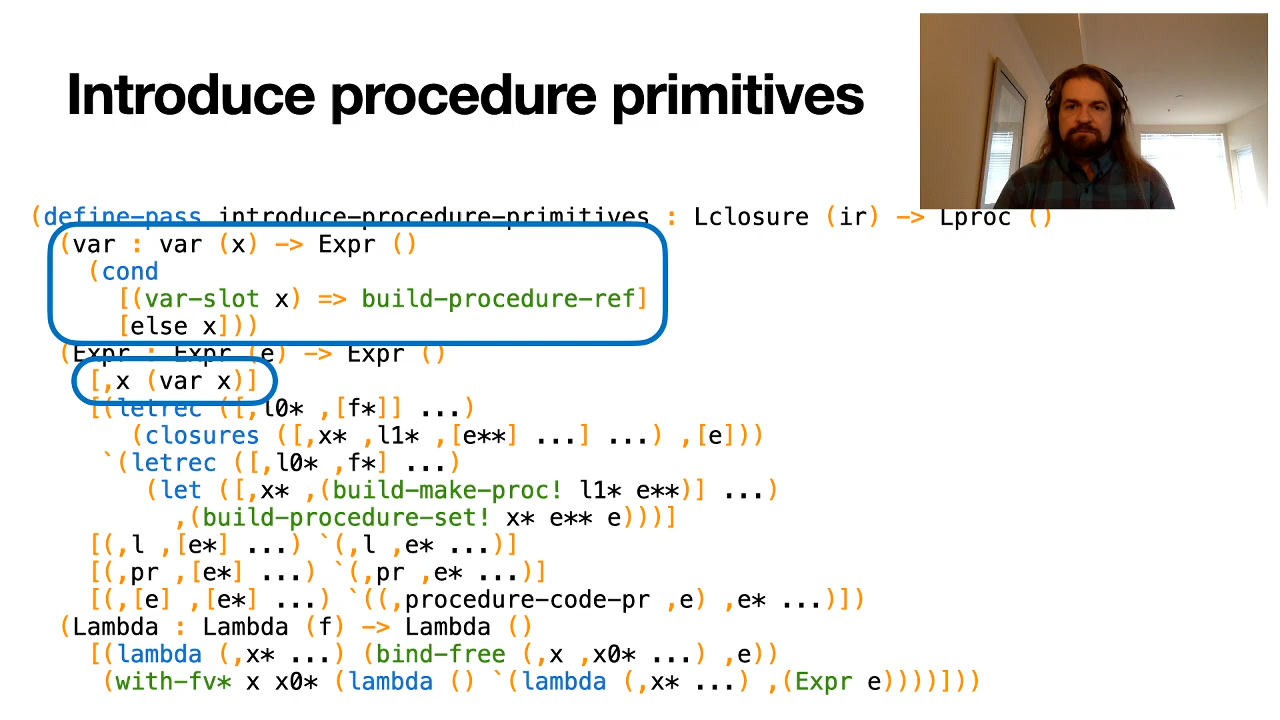 Introduce procedure primitives
(define-pass introduce-procedure-primitives : Lclosure (ir) -> Lproc ()
(var : var (x) -> Expr ()
(cond
[(var-slot x) => build-procedure-ref]
[else x]))
(Expr : Expr (e) -> Expr ()
[,x (var x)]
[(letrec ([,l0* ,[f*]] ...)
(closures ([,x* ,l1* ,[e**] ...] ...) ,[e]))
`(letrec ([,l0* ,f*] ...)
(let ([,x* ,(build-make-proc! l1* e**)] ...)
,(build-procedure-set! x* e** e)))]
[(,l ,[e*] ...) `(,l ,e* ...)]
[(,pr ,[e*] ...) `(,pr ,e* ...)]
[(,[e] ,[e*] ...) `((,procedure-code-pr ,e) ,e* ...)])
(Lambda : Lambda (f) -> Lambda ()
[(lambda (,x* ...) (bind-free (,x ,x0* ...) ,e))
(with-fv* x x0* (lambda () `(lambda (,x* ...) ,(Expr e))))]))